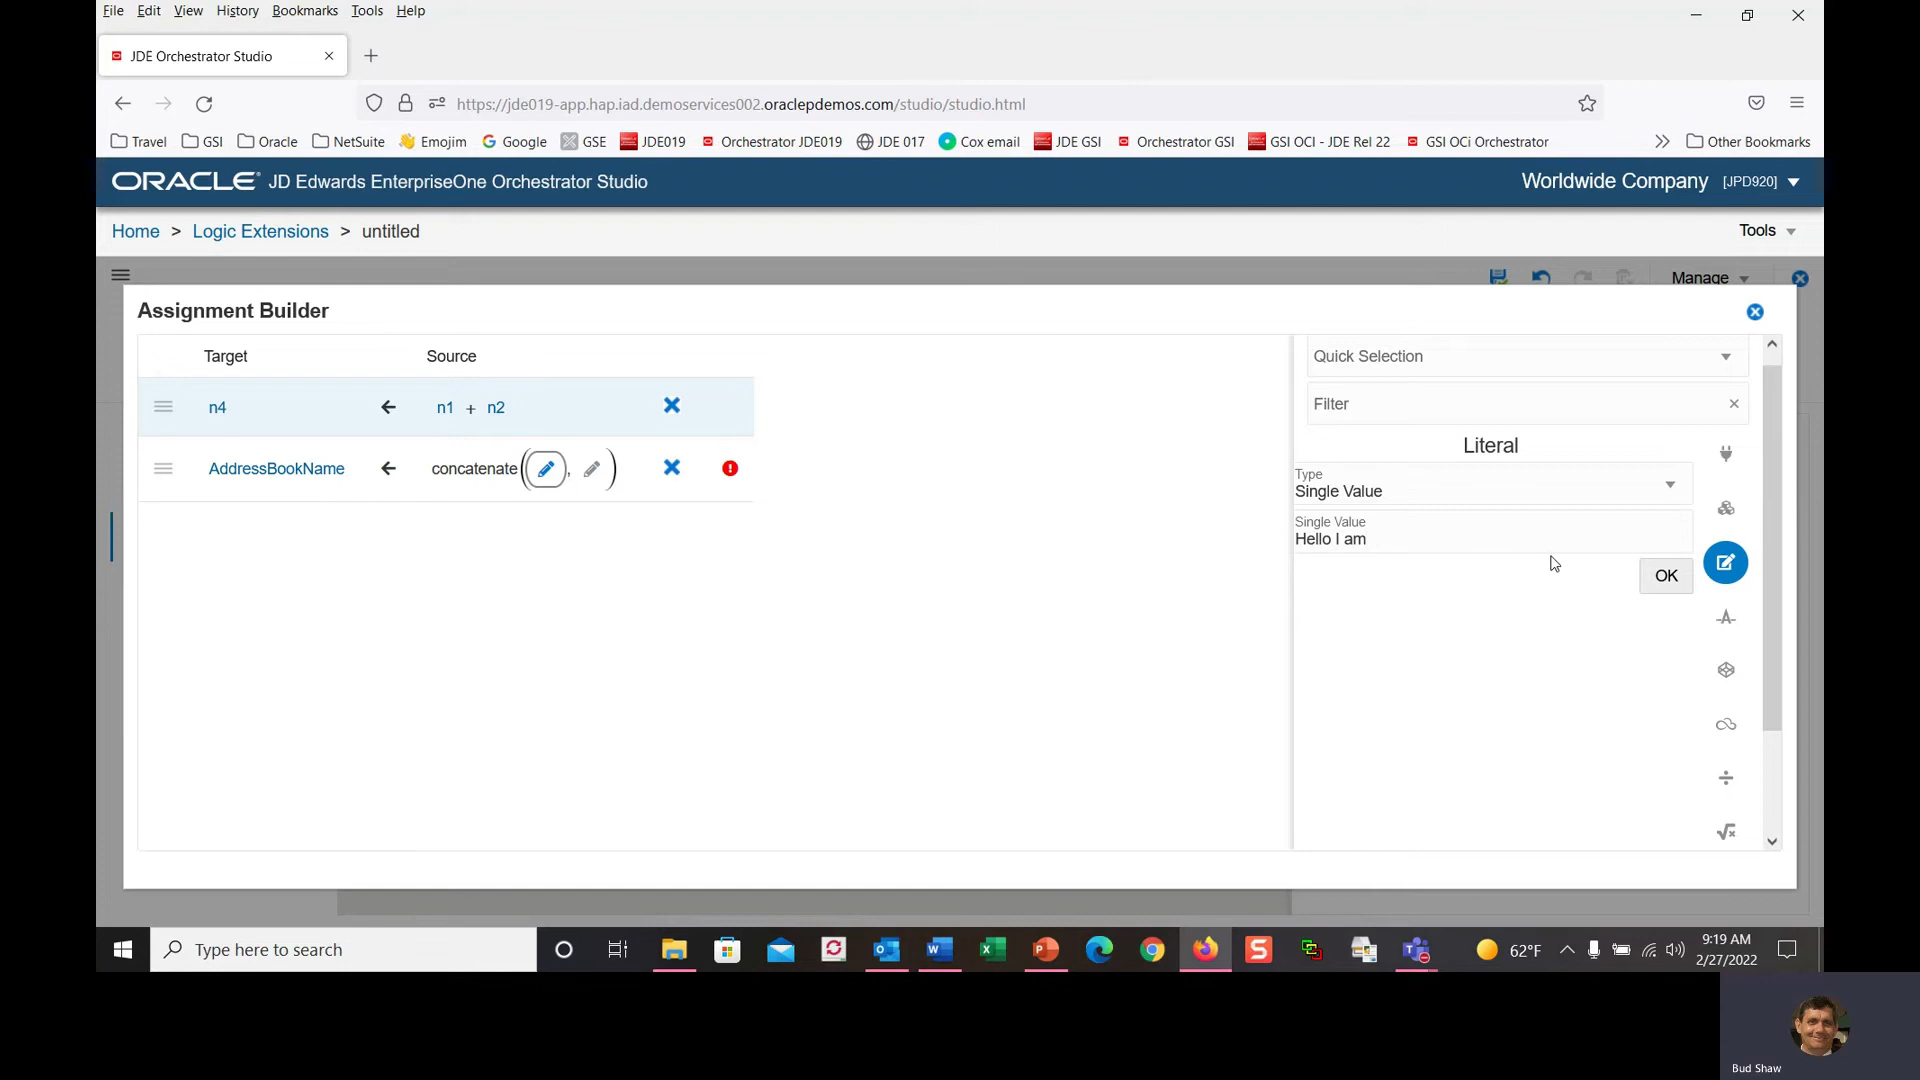 File Edit View History Bookmarks Tools Help
JDE Orchestrator Studio
https://jde019-app.hap.iad.demoservices002.oraclepdemos.com/studio/studio.html
Travel GSI Oracle NetSuite Emojim Google GSE JDE019 Orchestrator JDE019 JDE 017 Cox email JDE GSI Orchestrator GSI GSI OCI - JDE Rel 22 GSI OCi Orchestrator Other Bookmarks
ORACLE JD Edwards EnterpriseOne Orchestrator Studio Worldwide Company [JPD920]
Home > Logic Extensions > untitled Tools
Manage
Assignment Builder
Target Source
Quick Selection
n4 n1 + n2
Filter
Literal
AddressBookName concatenate( , )
Type
Single Value
Single Value
Hello I am
OK
Type here to search
62°F
9:19 AM
2/27/2022
Bud Shaw